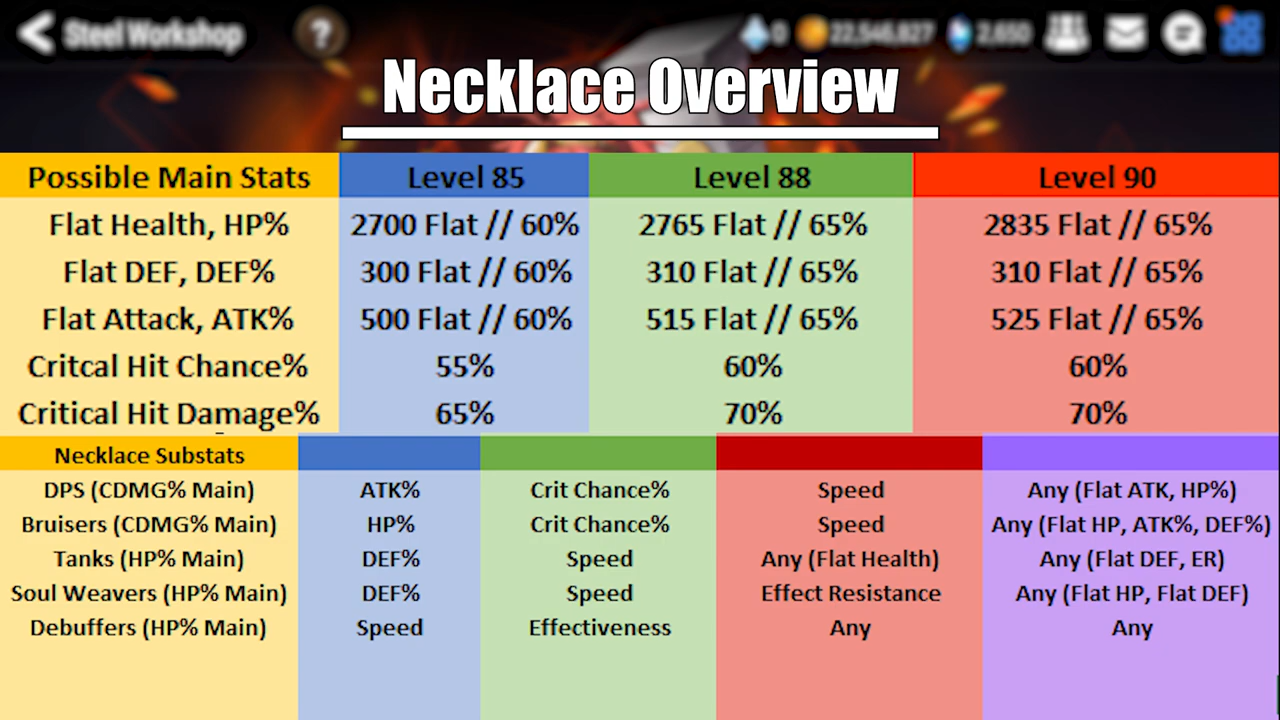 Steel Workshop ? 0 22,546,827 2,650
Necklace Overview
Possible Main Stats Level 85 Level 88 Level 90
Flat Health, HP% 2700 Flat // 60% 2765 Flat // 65% 2835 Flat // 65%
Flat DEF, DEF% 300 Flat // 60% 310 Flat // 65% 310 Flat // 65%
Flat Attack, ATK% 500 Flat // 60% 515 Flat // 65% 525 Flat // 65%
Critcal Hit Chance% 55% 60% 60%
Critical Hit Damage% 65% 70% 70%
Necklace Substats
DPS (CDMG% Main) ATK% Crit Chance% Speed Any (Flat ATK, HP%)
Bruisers (CDMG% Main) HP% Crit Chance% Speed Any (Flat HP, ATK%, DEF%)
Tanks (HP% Main) DEF% Speed Any (Flat Health) Any (Flat DEF, ER)
Soul Weavers (HP% Main) DEF% Speed Effect Resistance Any (Flat HP, Flat DEF)
Debuffers (HP% Main) Speed Effectiveness Any Any